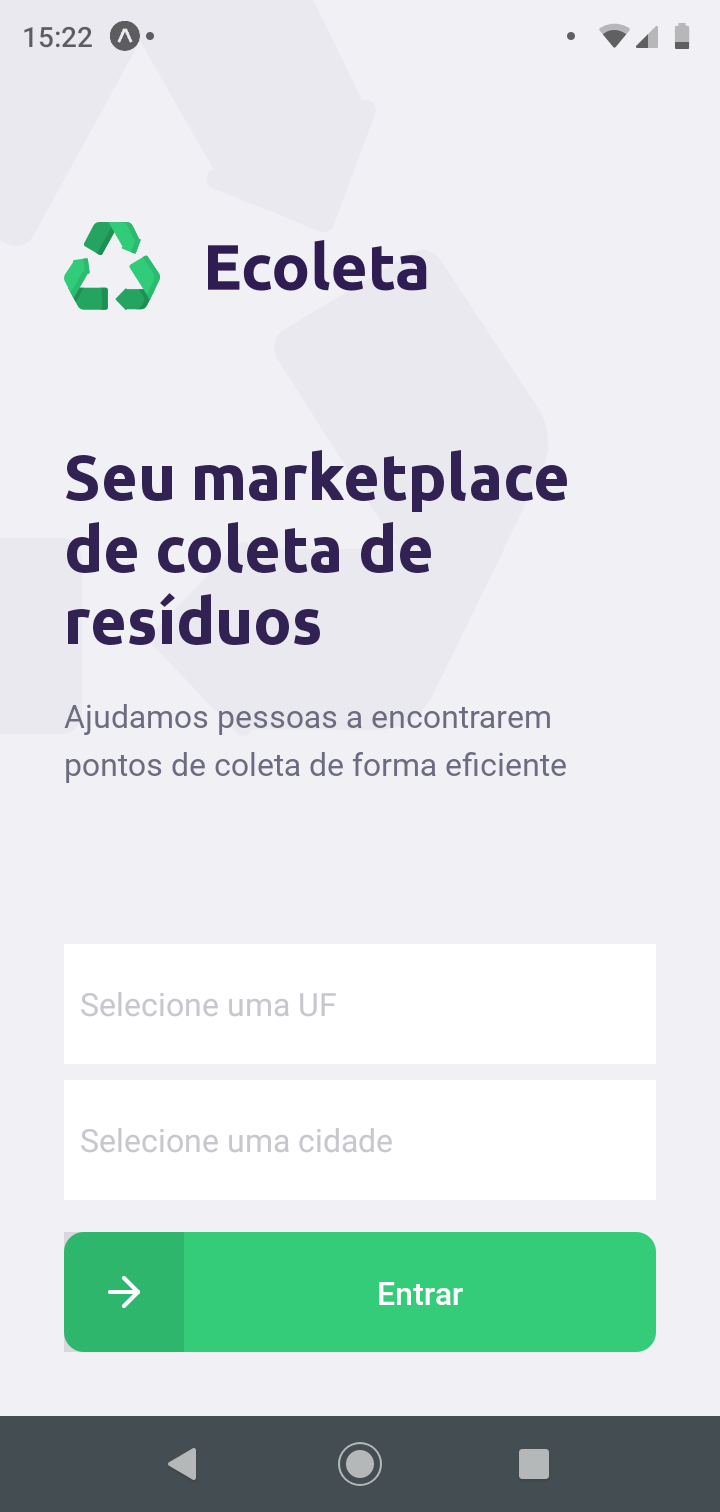 15:22
Ecoleta
Seu marketplace
de coleta de
resíduos
Ajudamos pessoas a encontrarem
pontos de coleta de forma eficiente
Selecione uma UF
Selecione uma cidade
Entrar